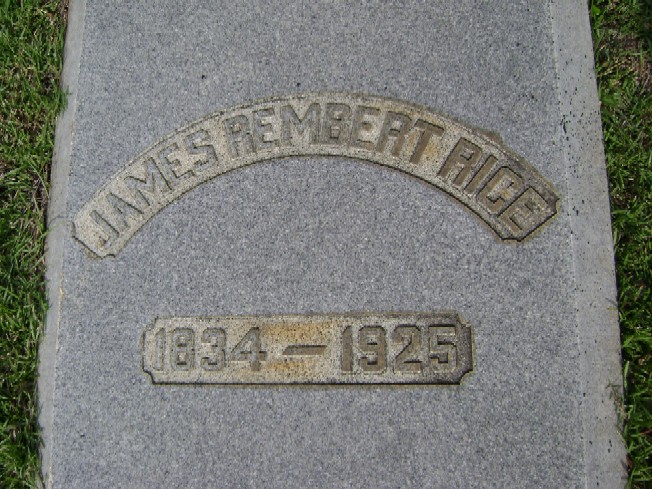 JAMES REMBERT RICE
1834 – 1925